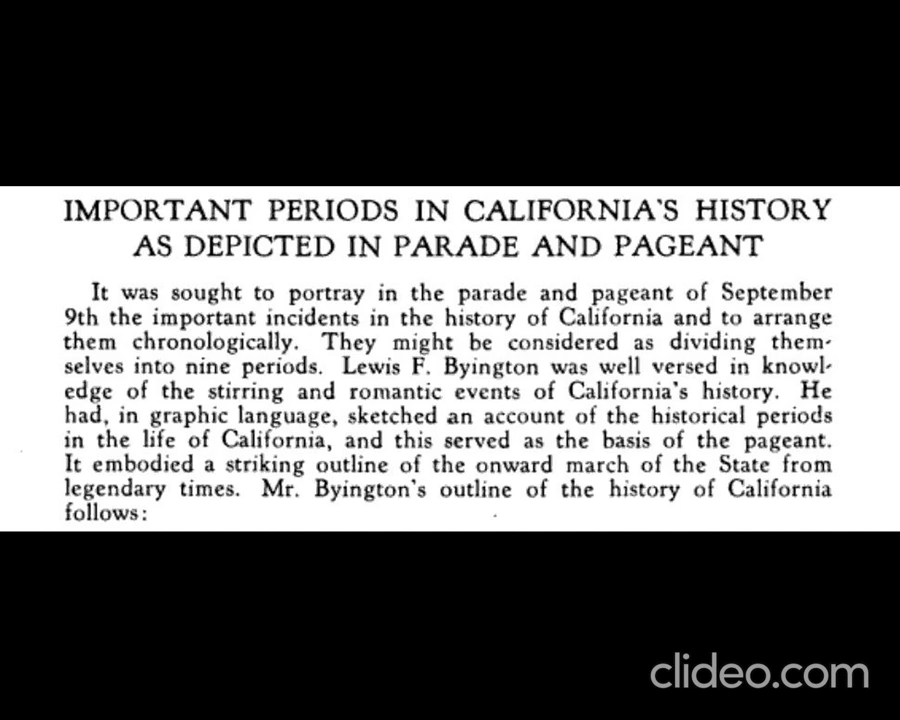 IMPORTANT PERIODS IN CALIFORNIA'S HISTORY
AS DEPICTED IN PARADE AND PAGEANT
It was sought to portray in the parade and pageant of September
9th the important incidents in the history of California and to arrange
them chronologically. They might be considered as dividing them-
selves into nine periods. Lewis F. Byington was well versed in knowl-
edge of the stirring and romantic events of California's history. He
had, in graphic language, sketched an account of the historical periods
in the life of California, and this served as the basis of the pageant.
It embodied a striking outline of the onward march of the State from
legendary times. Mr. Byington's outline of the history of California
follows:
clideo.com